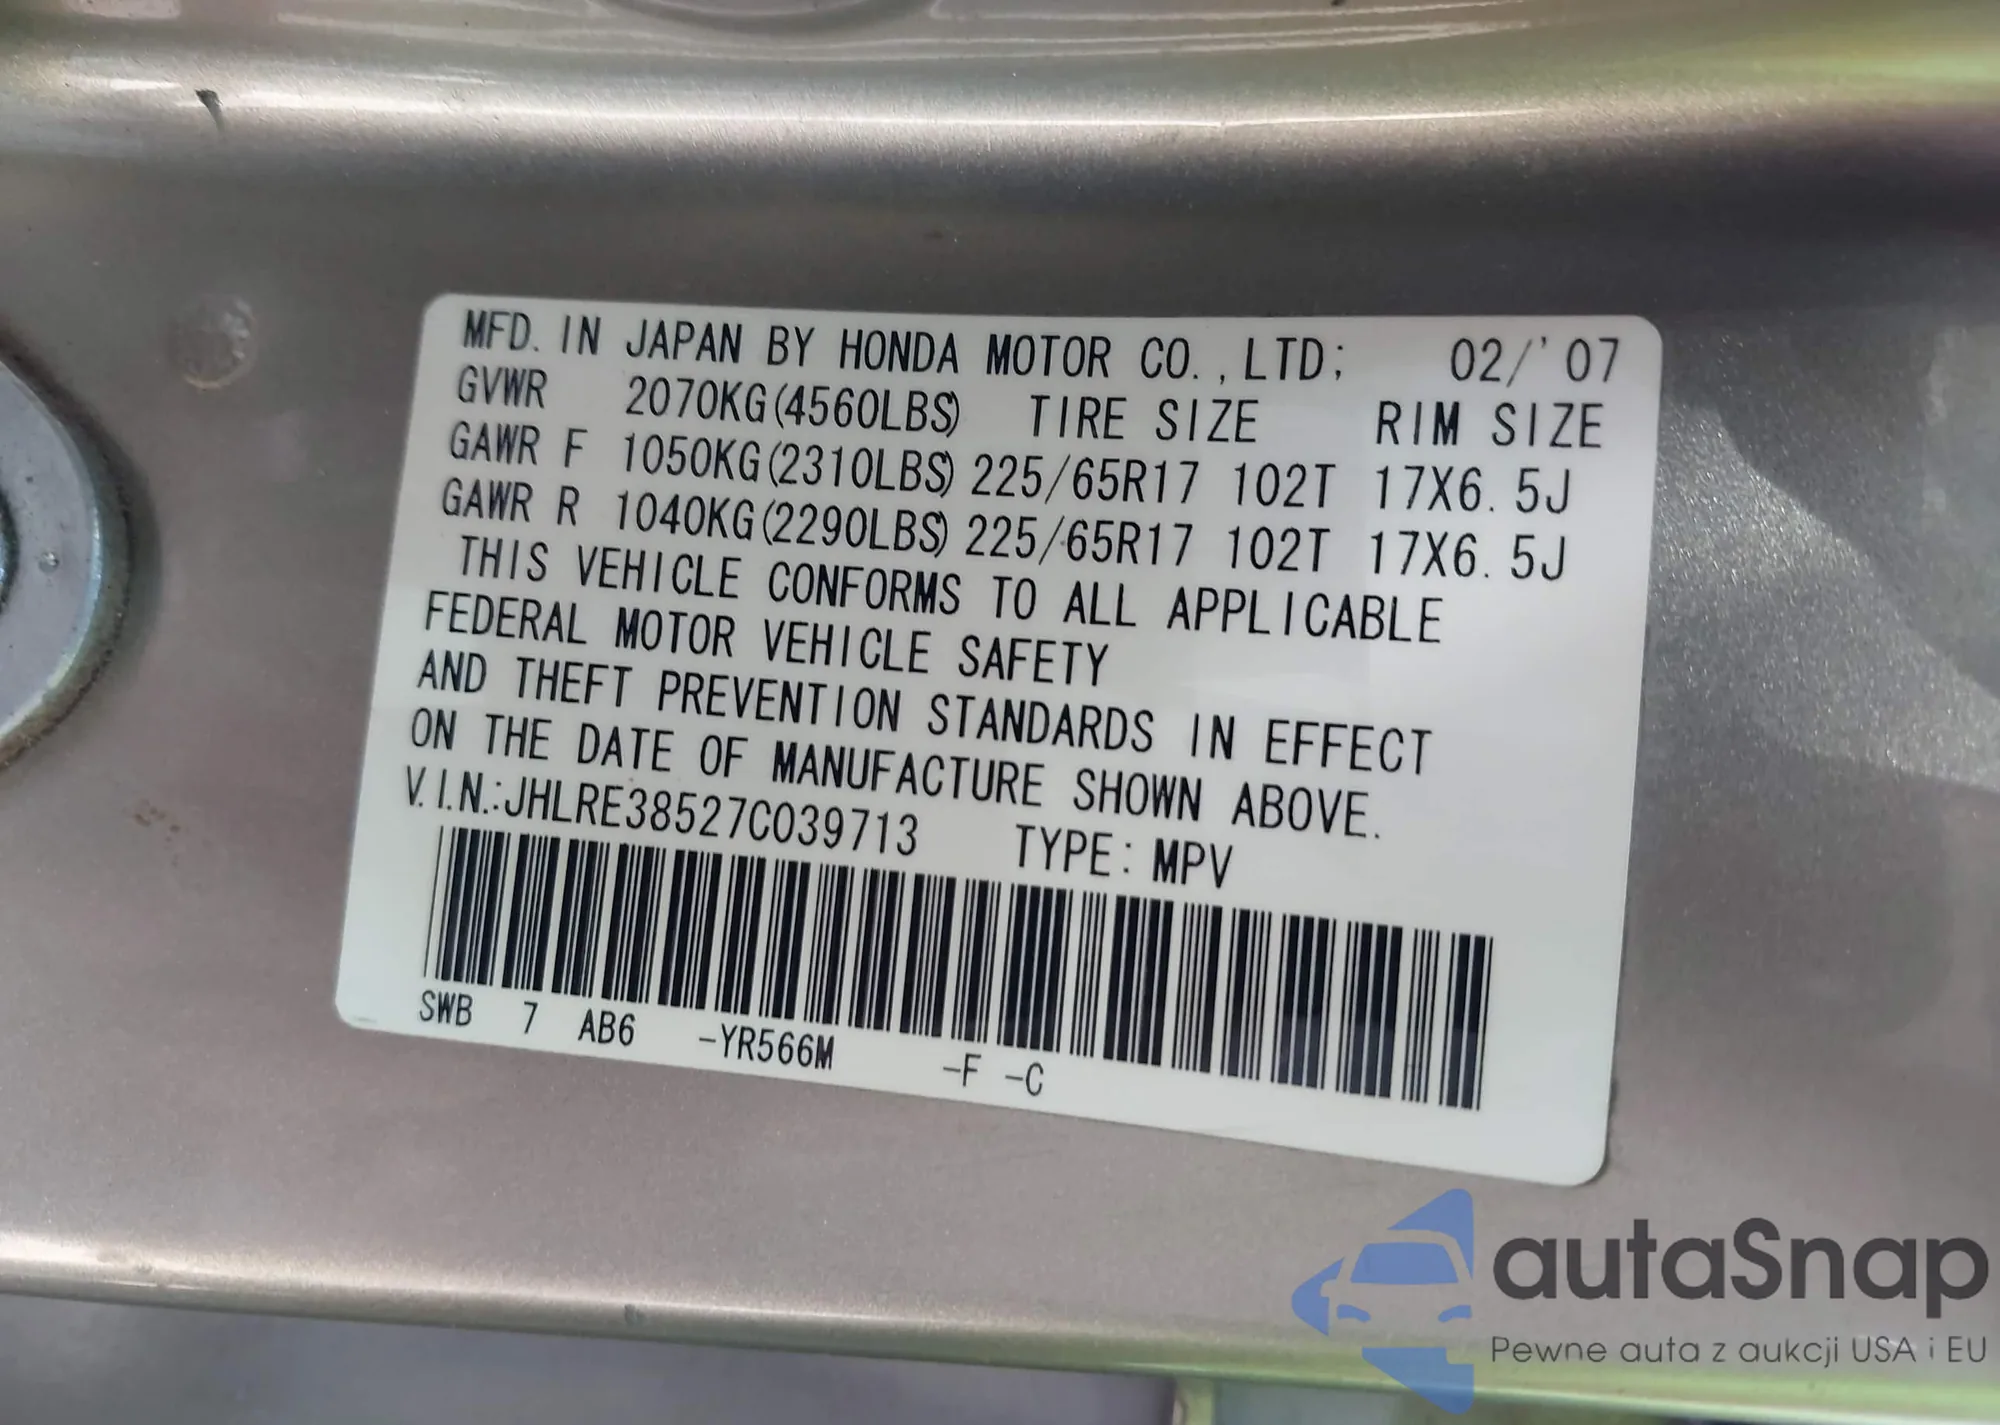 MFD. IN JAPAN BY HONDA MOTOR CO.,LTD; 02/'07
GVWR 2070KG(4560LBS) TIRE SIZE RIM SIZE
GAWR F 1050KG(2310LBS) 225/65R17 102T 17X6.5J
GAWR R 1040KG(2290LBS) 225/65R17 102T 17X6.5J
THIS VEHICLE CONFORMS TO ALL APPLICABLE
FEDERAL MOTOR VEHICLE SAFETY
AND THEFT PREVENTION STANDARDS IN EFFECT
ON THE DATE OF MANUFACTURE SHOWN ABOVE.
V.I.N.:JHLRE38527C039713 TYPE: MPV
SWB 7 AB6 -YR566M -F -C
autaSnap
Pewne auta z aukcji USA i EU